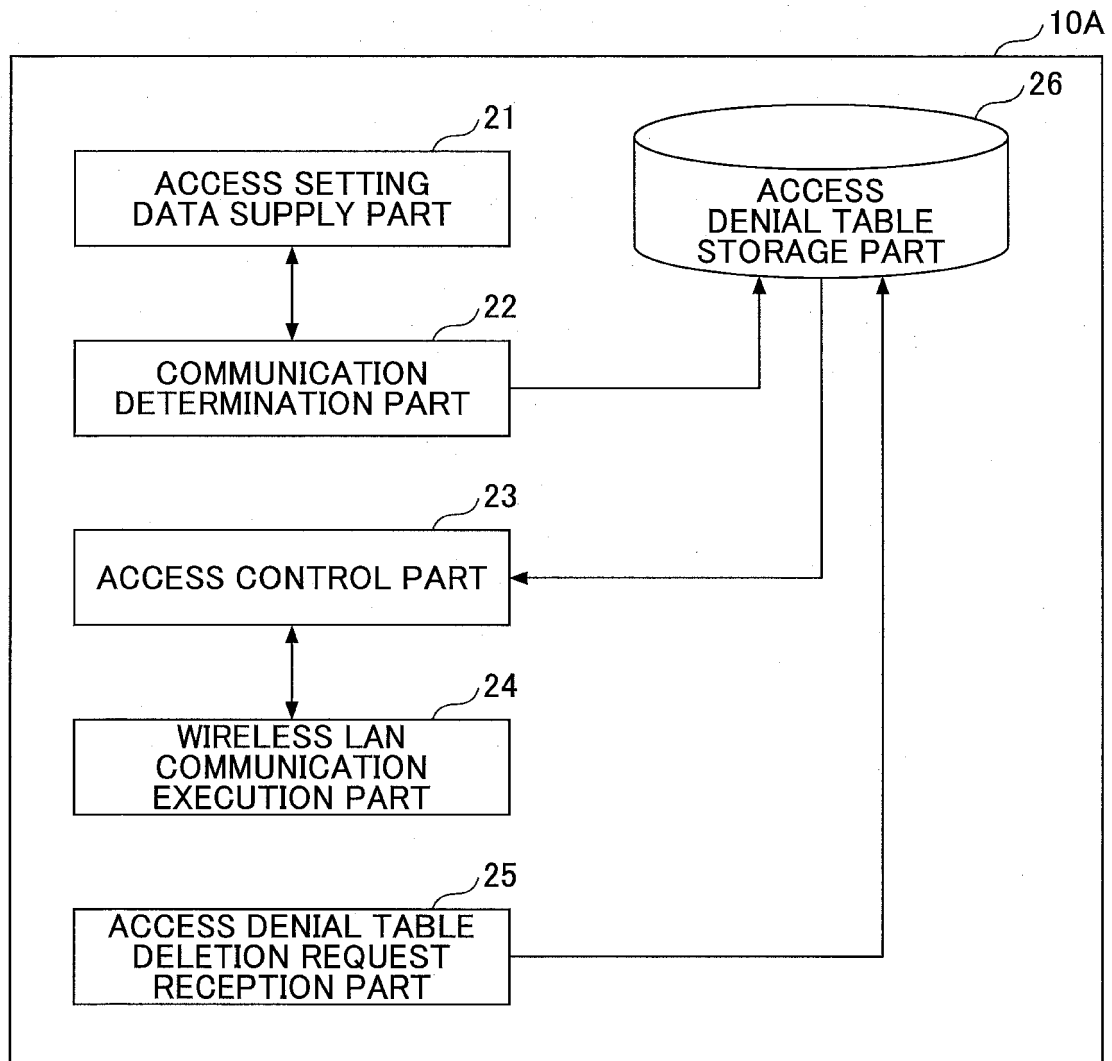 10A
21
ACCESS SETTING
DATA SUPPLY PART
26
ACCESS
DENIAL TABLE
STORAGE PART
22
COMMUNICATION
DETERMINATION PART
23
ACCESS CONTROL PART
24
WIRELESS LAN
COMMUNICATION
EXECUTION PART
25
ACCESS DENIAL TABLE
DELETION REQUEST
RECEPTION PART